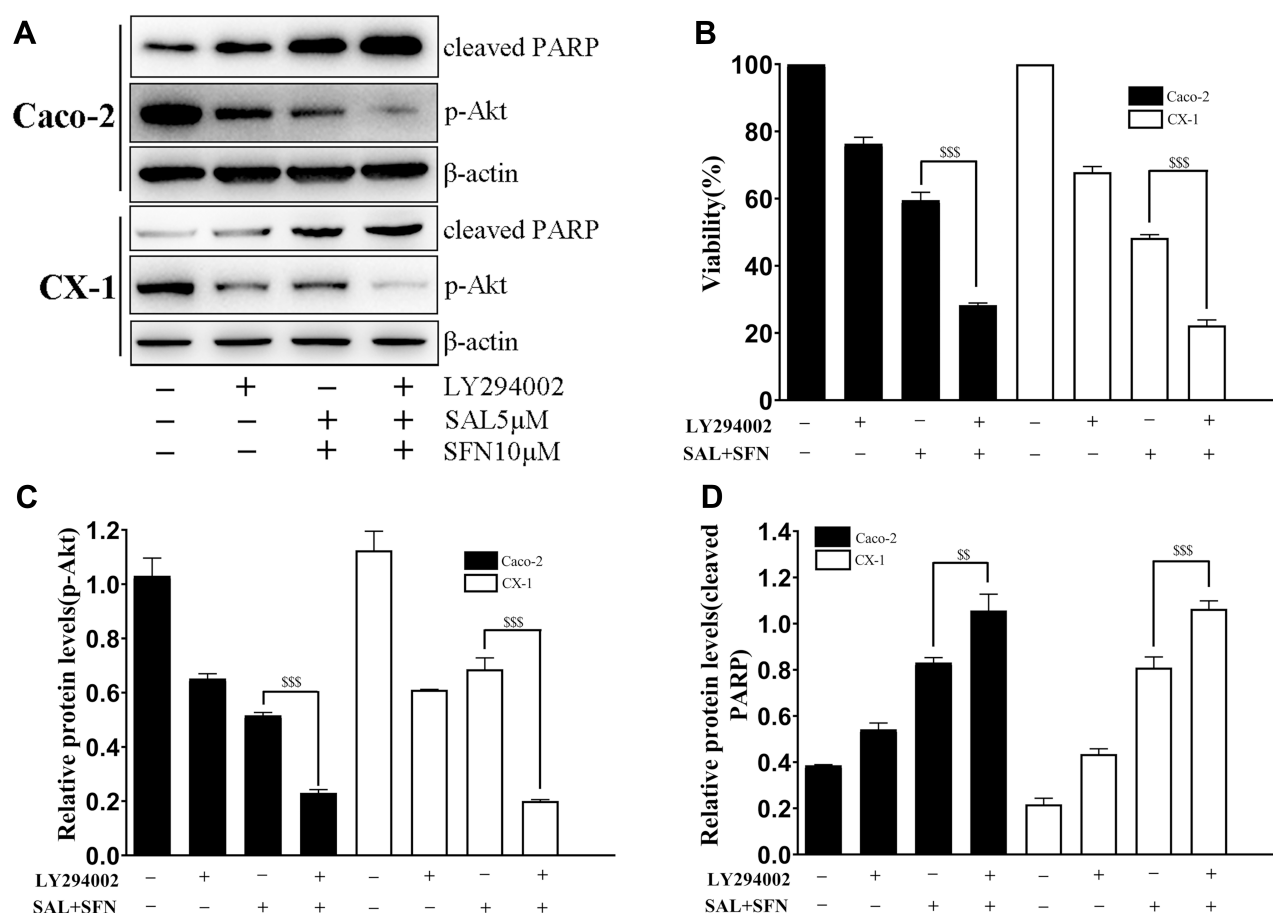 A
cleaved PARP
Caco-2
p-Akt
β-actin
cleaved PARP
CX-1
p-Akt
β-actin
− + − + LY294002
− − + + SAL5μM
− − + + SFN10μM
B
Viability(%)
100
80
60
40
20
0
Caco-2
CX-1
$$$
$$$
LY294002 − + − + − + − +
SAL+SFN − − + + − − + +
C
Relative protein levels(p-Akt)
1.2
1.0
0.8
0.6
0.4
0.2
0.0
Caco-2
CX-1
$$$
$$$
LY294002 − + − + − + − +
SAL+SFN − − + + − − + +
D
Relative protein levels(cleaved
PARP)
1.4
1.2
1.0
0.8
0.6
0.4
0.2
0.0
Caco-2
CX-1
$$
$$$
LY294002 − + − + − + − +
SAL+SFN − − + + − − + +